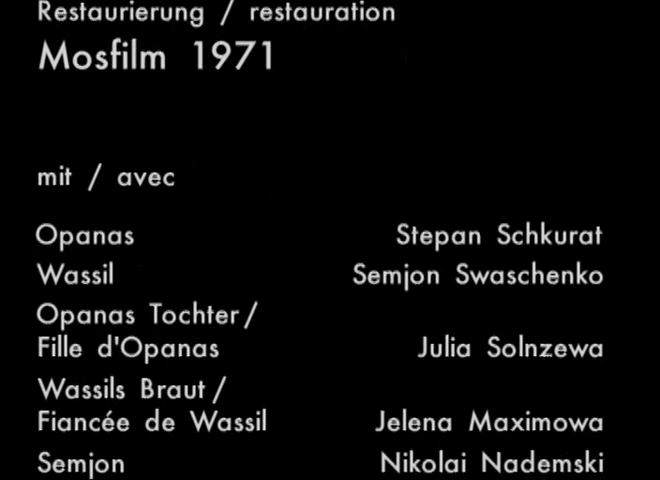 Restaurierung / restauration
Mosfilm 1971
mit / avec
Opanas Stepan Schkurat
Wassil Semjon Swaschenko
Opanas Tochter/
Fille d'Opanas Julia Solnzewa
Wassils Braut/
Fiancée de Wassil Jelena Maximowa
Semjon Nikolai Nademski